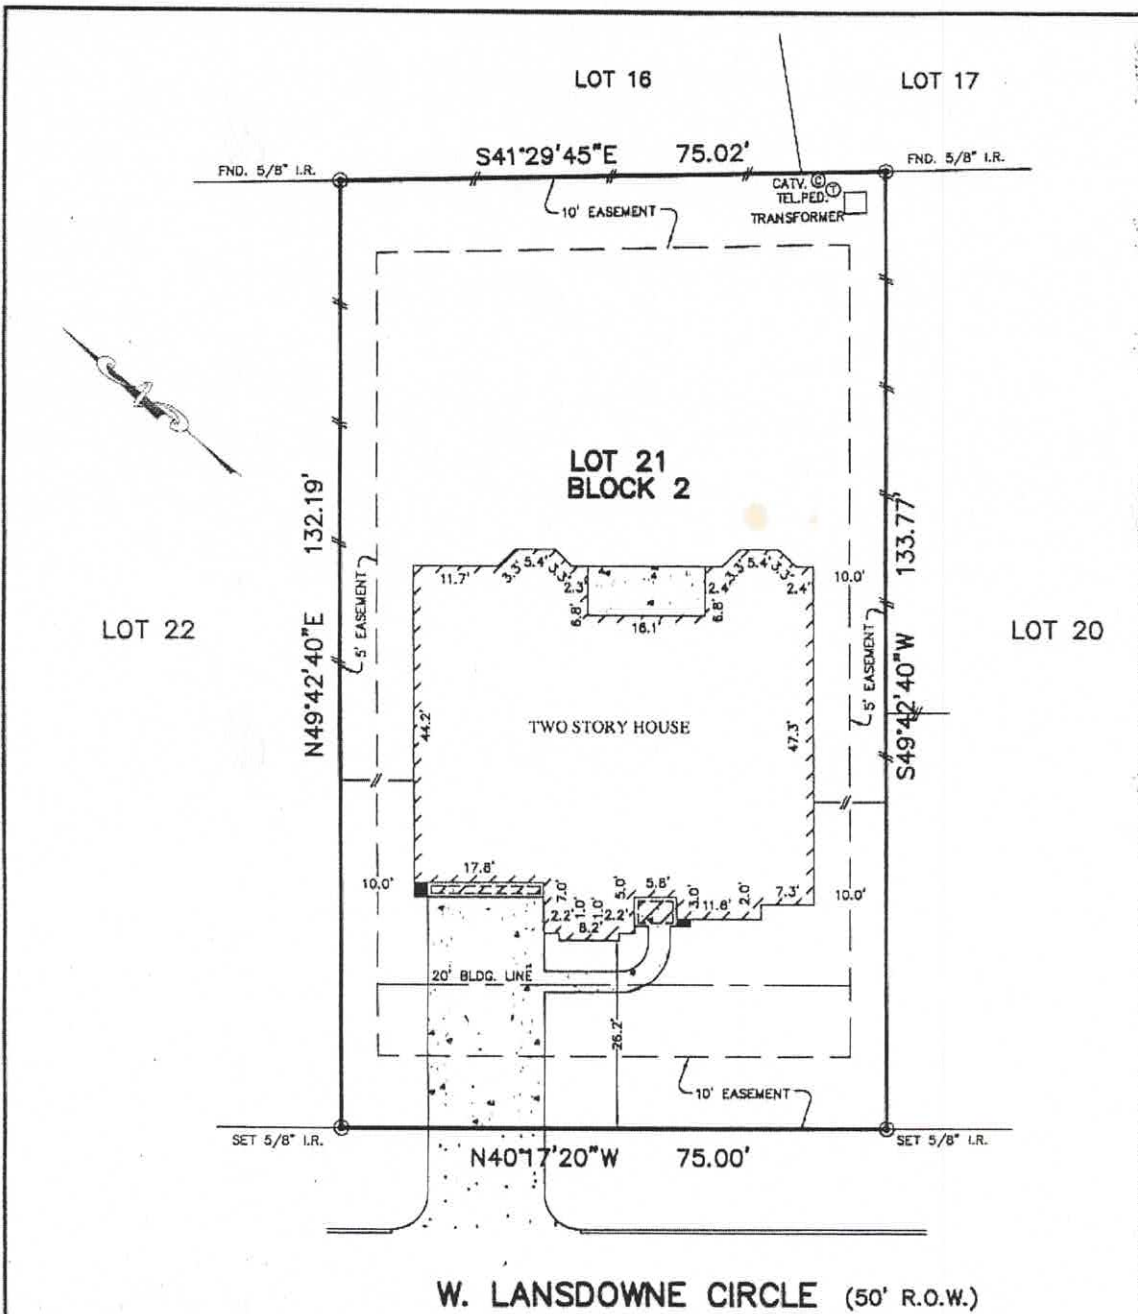 LOT 16
LOT 17
S41°29'45"E 75.02'
FND. 5/8" I.R.
FND. 5/8" I.R.
CATV. C
TEL.PED. T
TRANSFORMER
10' EASEMENT
LOT 21
BLOCK 2
N49°42'40"E 132.19'
S49°42'40"W 133.77'
5' EASEMENT
5' EASEMENT
LOT 22
LOT 20
11.7'
3.3'
5.4'
3.3'
2.3'
6.8'
16.1'
6.8'
2.4'
3.3'
5.4'
3.3'
2.4'
10.0'
TWO STORY HOUSE
44.2'
47.3'
17.8'
10.0'
7.0'
2.2'
1.0'
8.2'
1.0'
2.2'
5.0'
5.8'
3.0'
11.8'
2.0'
7.3'
10.0'
20' BLDG. LINE
26.2'
10' EASEMENT
SET 5/8" I.R.
SET 5/8" I.R.
N40°17'20"W 75.00'
W. LANSDOWNE CIRCLE (50' R.O.W.)